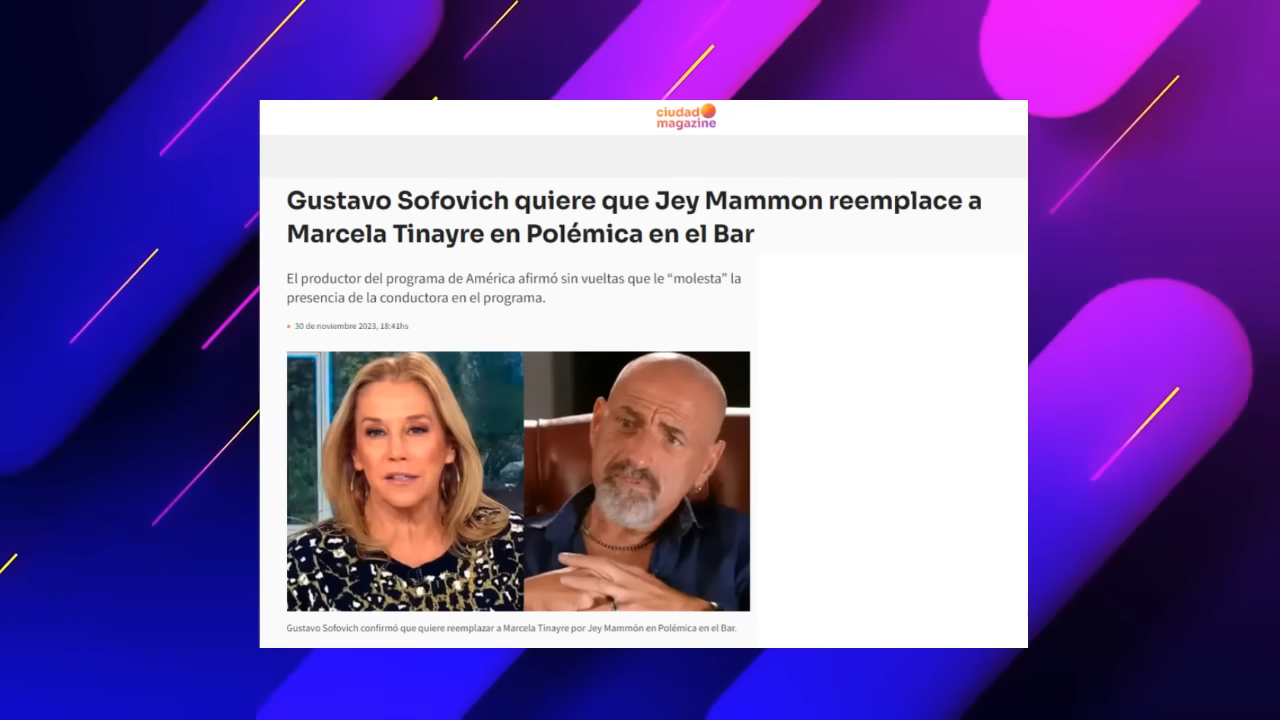 ciudad
magazine
Gustavo Sofovich quiere que Jey Mammon reemplace a
Marcela Tinayre en Polémica en el Bar
El productor del programa de América afirmó sin vueltas que le “molesta” la
presencia de la conductora en el programa.
30 de noviembre 2023, 18:41hs
Gustavo Sofovich confirmó que quiere reemplazar a Marcela Tinayre por Jey Mammón en Polémica en el Bar.